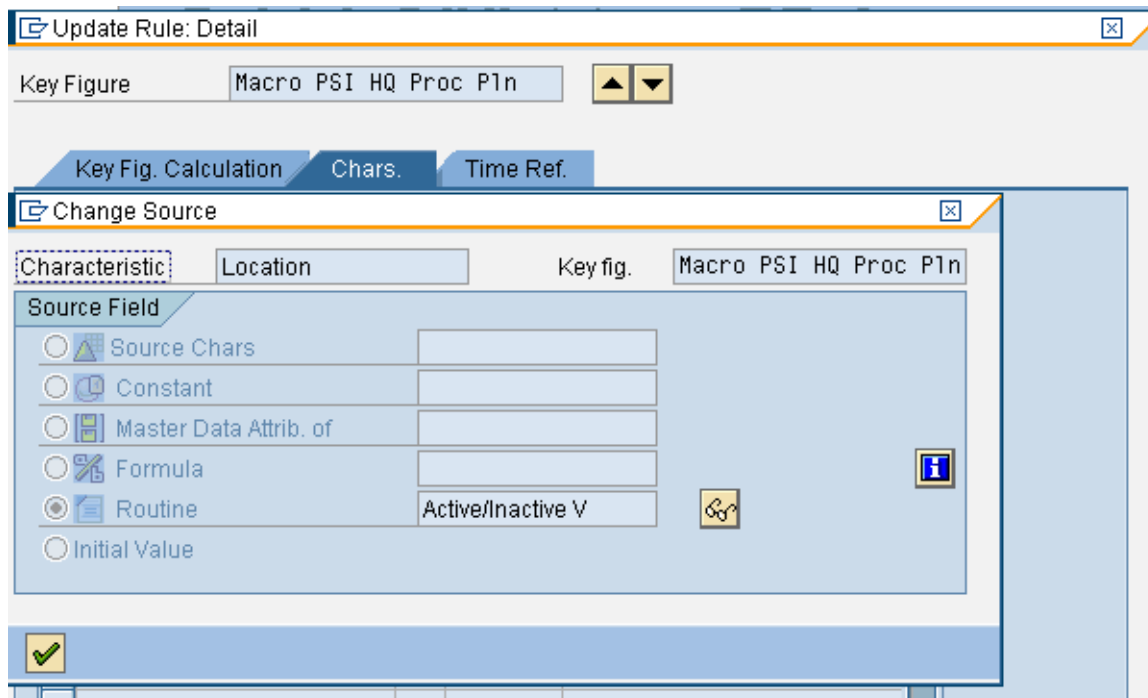 Update Rule: Detail
Key Figure Macro PSI HQ Proc Pln
Key Fig. Calculation Chars. Time Ref.
Change Source
Characteristic Location Key fig. Macro PSI HQ Proc Pln
Source Field
Source Chars
Constant
Master Data Attrib. of
Formula
Routine Active/Inactive V
Initial Value